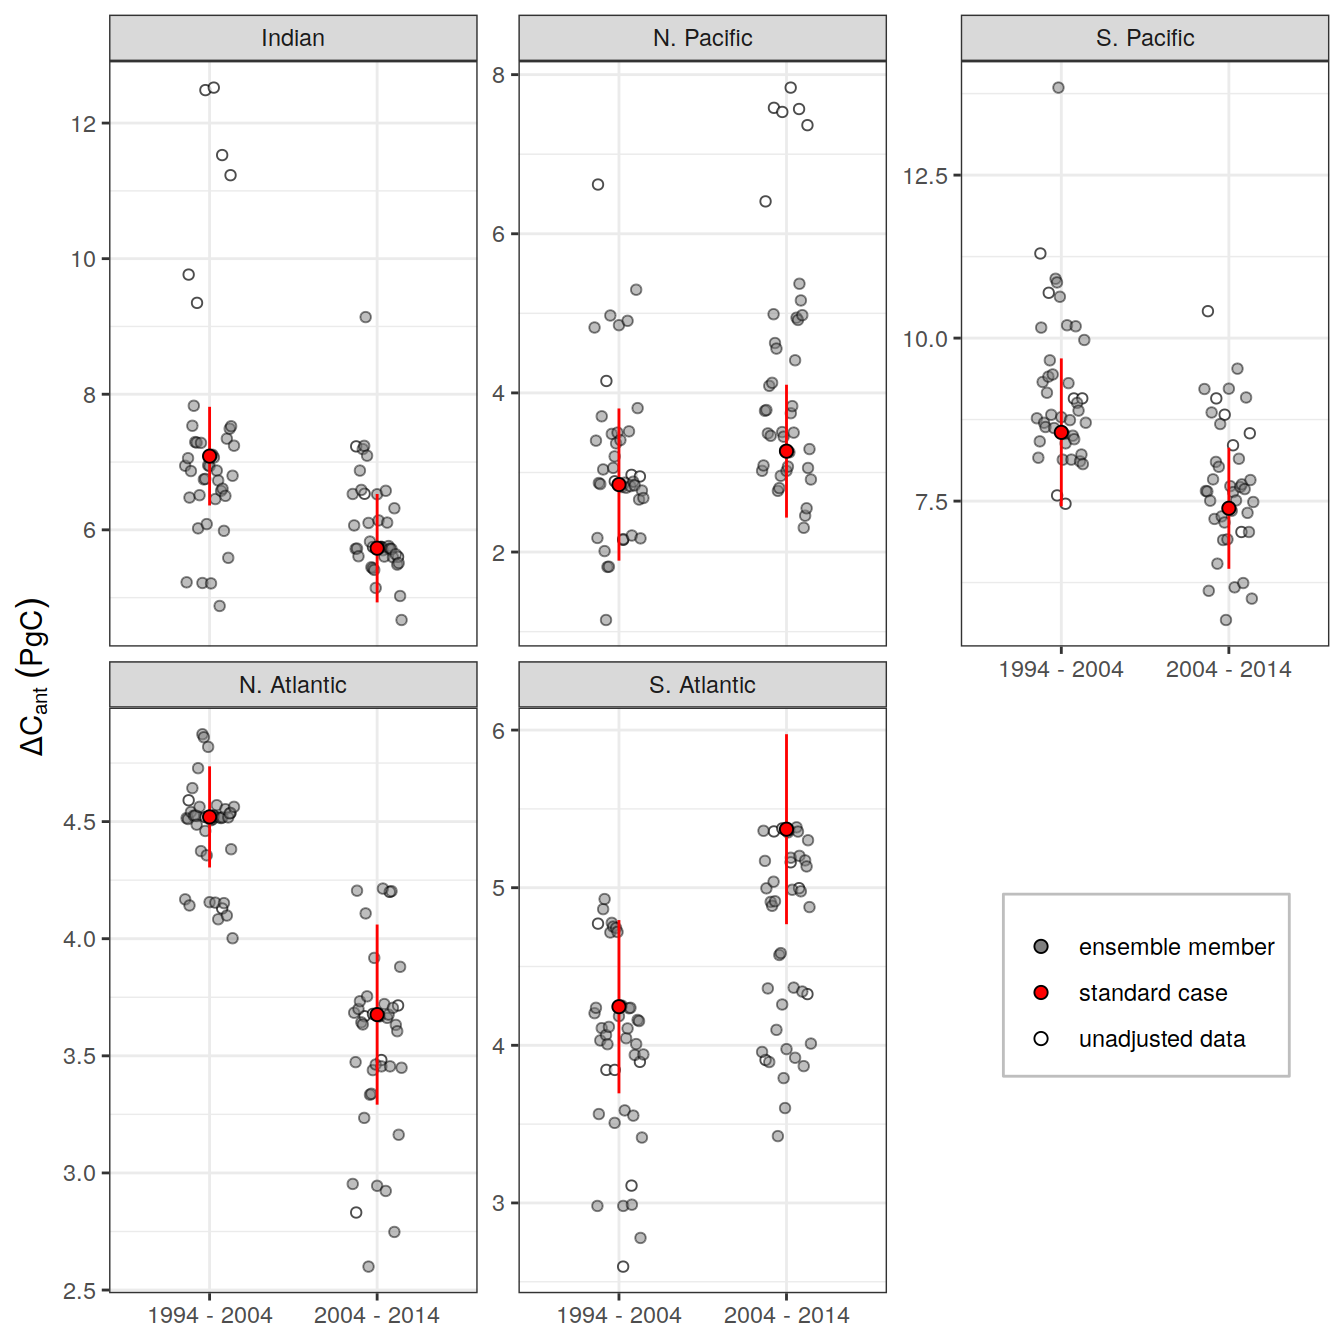 Indian
N. Pacific
S. Pacific
12
10
8
6
8
6
4
2
12.5
10.0
7.5
1994 - 2004
2004 - 2014
ΔCant (PgC)
N. Atlantic
S. Atlantic
4.5
4.0
3.5
3.0
2.5
6
5
4
3
1994 - 2004
2004 - 2014
1994 - 2004
2004 - 2014
ensemble member
standard case
unadjusted data